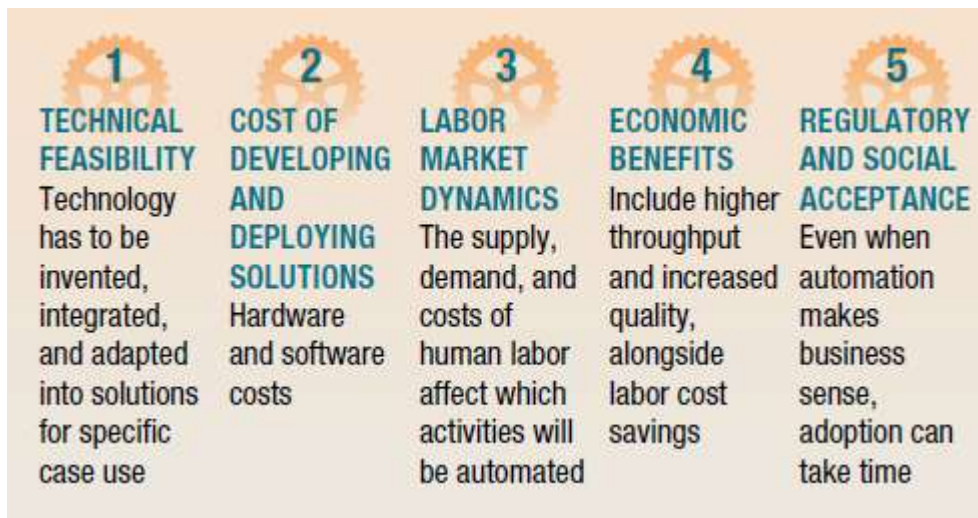 1
TECHNICAL
FEASIBILITY
Technology
has to be
invented,
integrated,
and adapted
into solutions
for specific
case use
2
COST OF
DEVELOPING
AND
DEPLOYING
SOLUTIONS
Hardware
and software
costs
3
LABOR
MARKET
DYNAMICS
The supply,
demand, and
costs of
human labor
affect which
activities will
be automated
4
ECONOMIC
BENEFITS
Include higher
throughput
and increased
quality,
alongside
labor cost
savings
5
REGULATORY
AND SOCIAL
ACCEPTANCE
Even when
automation
makes
business
sense,
adoption can
take time